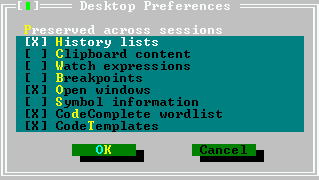 [■] Desktop Preferences
Preserved across sessions
[X] History lists
[ ] Clipboard content
[ ] Watch expressions
[ ] Breakpoints
[X] Open windows
[ ] Symbol information
[X] CodeComplete wordlist
[X] CodeTemplates
OK Cancel